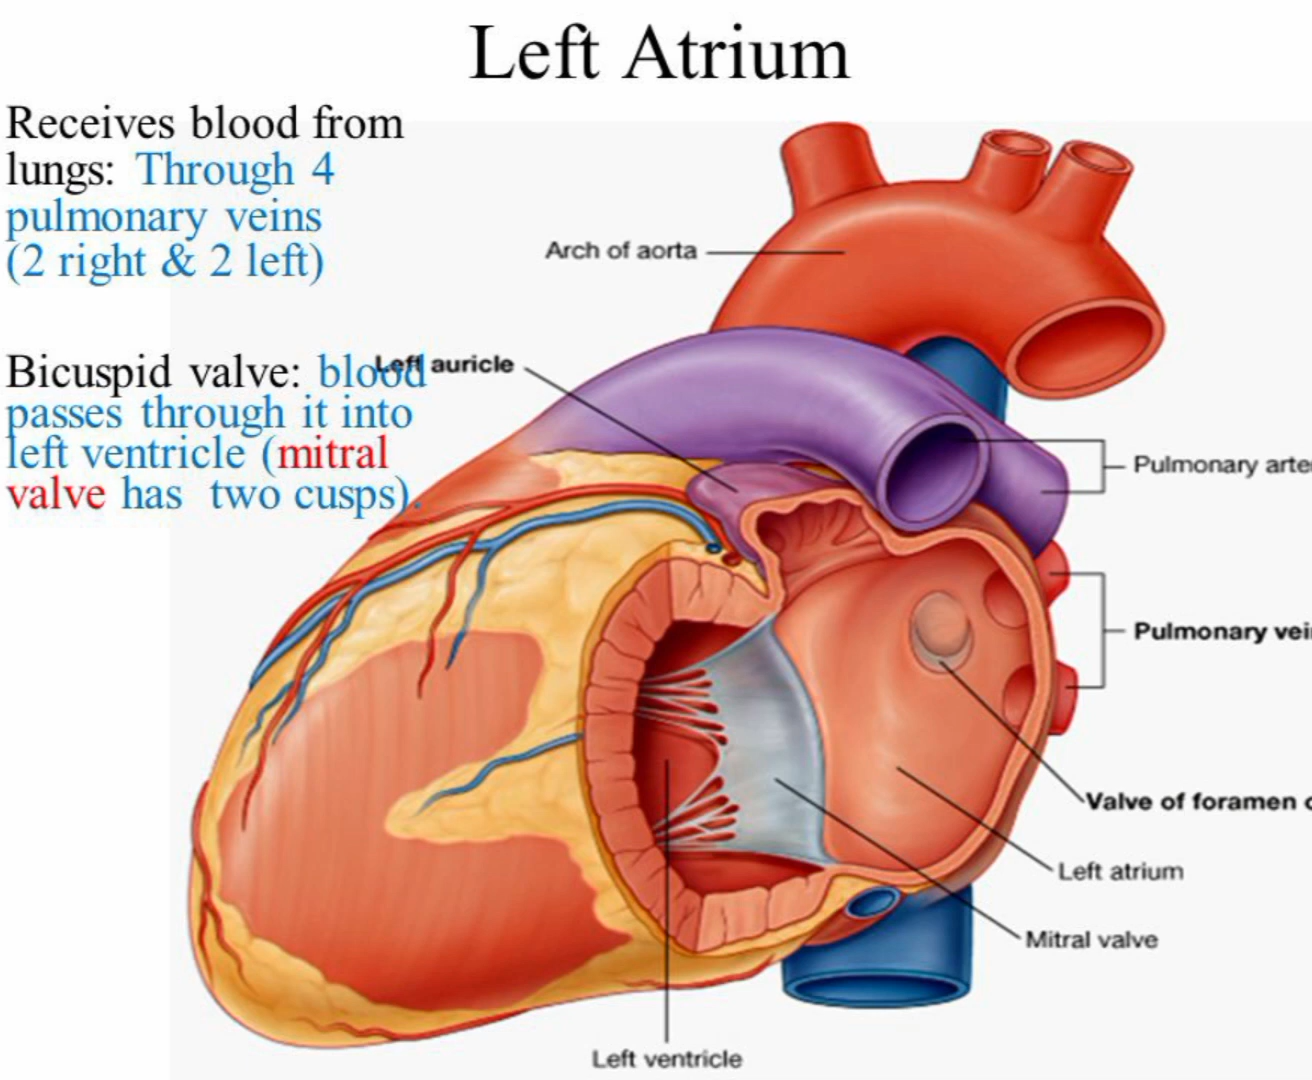 Left Atrium
Receives blood from
lungs: Through 4
pulmonary veins
(2 right & 2 left)
Bicuspid valve: blood
passes through it into
left ventricle (mitral
valve has two cusps).
Arch of aorta
Left auricle
Pulmonary arte
Pulmonary vei
Valve of foramen
Left atrium
Mitral valve
Left ventricle